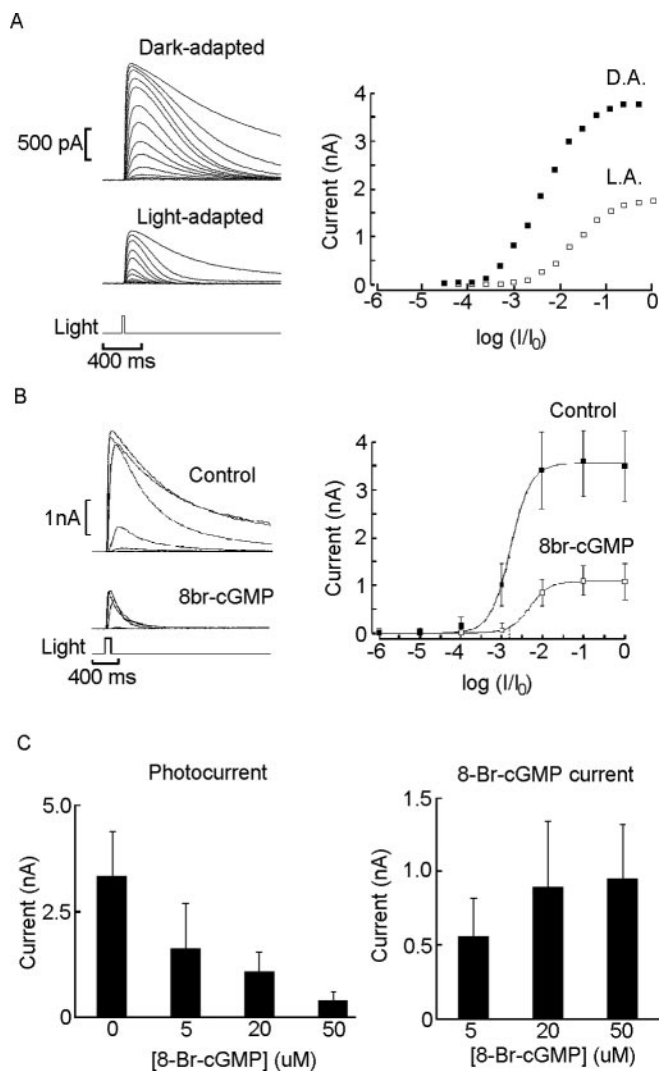 A
Dark-adapted
500 pA
Light-adapted
Light
400 ms
D.A.
L.A.
Current (nA)
4
3
2
1
0
-6 -5 -4 -3 -2 -1 0
log (I/I₀)
B
Control
1nA
8br-cGMP
Light
400 ms
Control
8br-cGMP
Current (nA)
4
3
2
1
0
-6 -5 -4 -3 -2 -1 0
log (I/I₀)
C
Photocurrent
Current (nA)
5.0
2.5
0
0 5 20 50
[8-Br-cGMP] (uM)
8-Br-cGMP current
Current (nA)
1.5
1.0
0.5
0
5 20 50
[8-Br-cGMP] (uM)